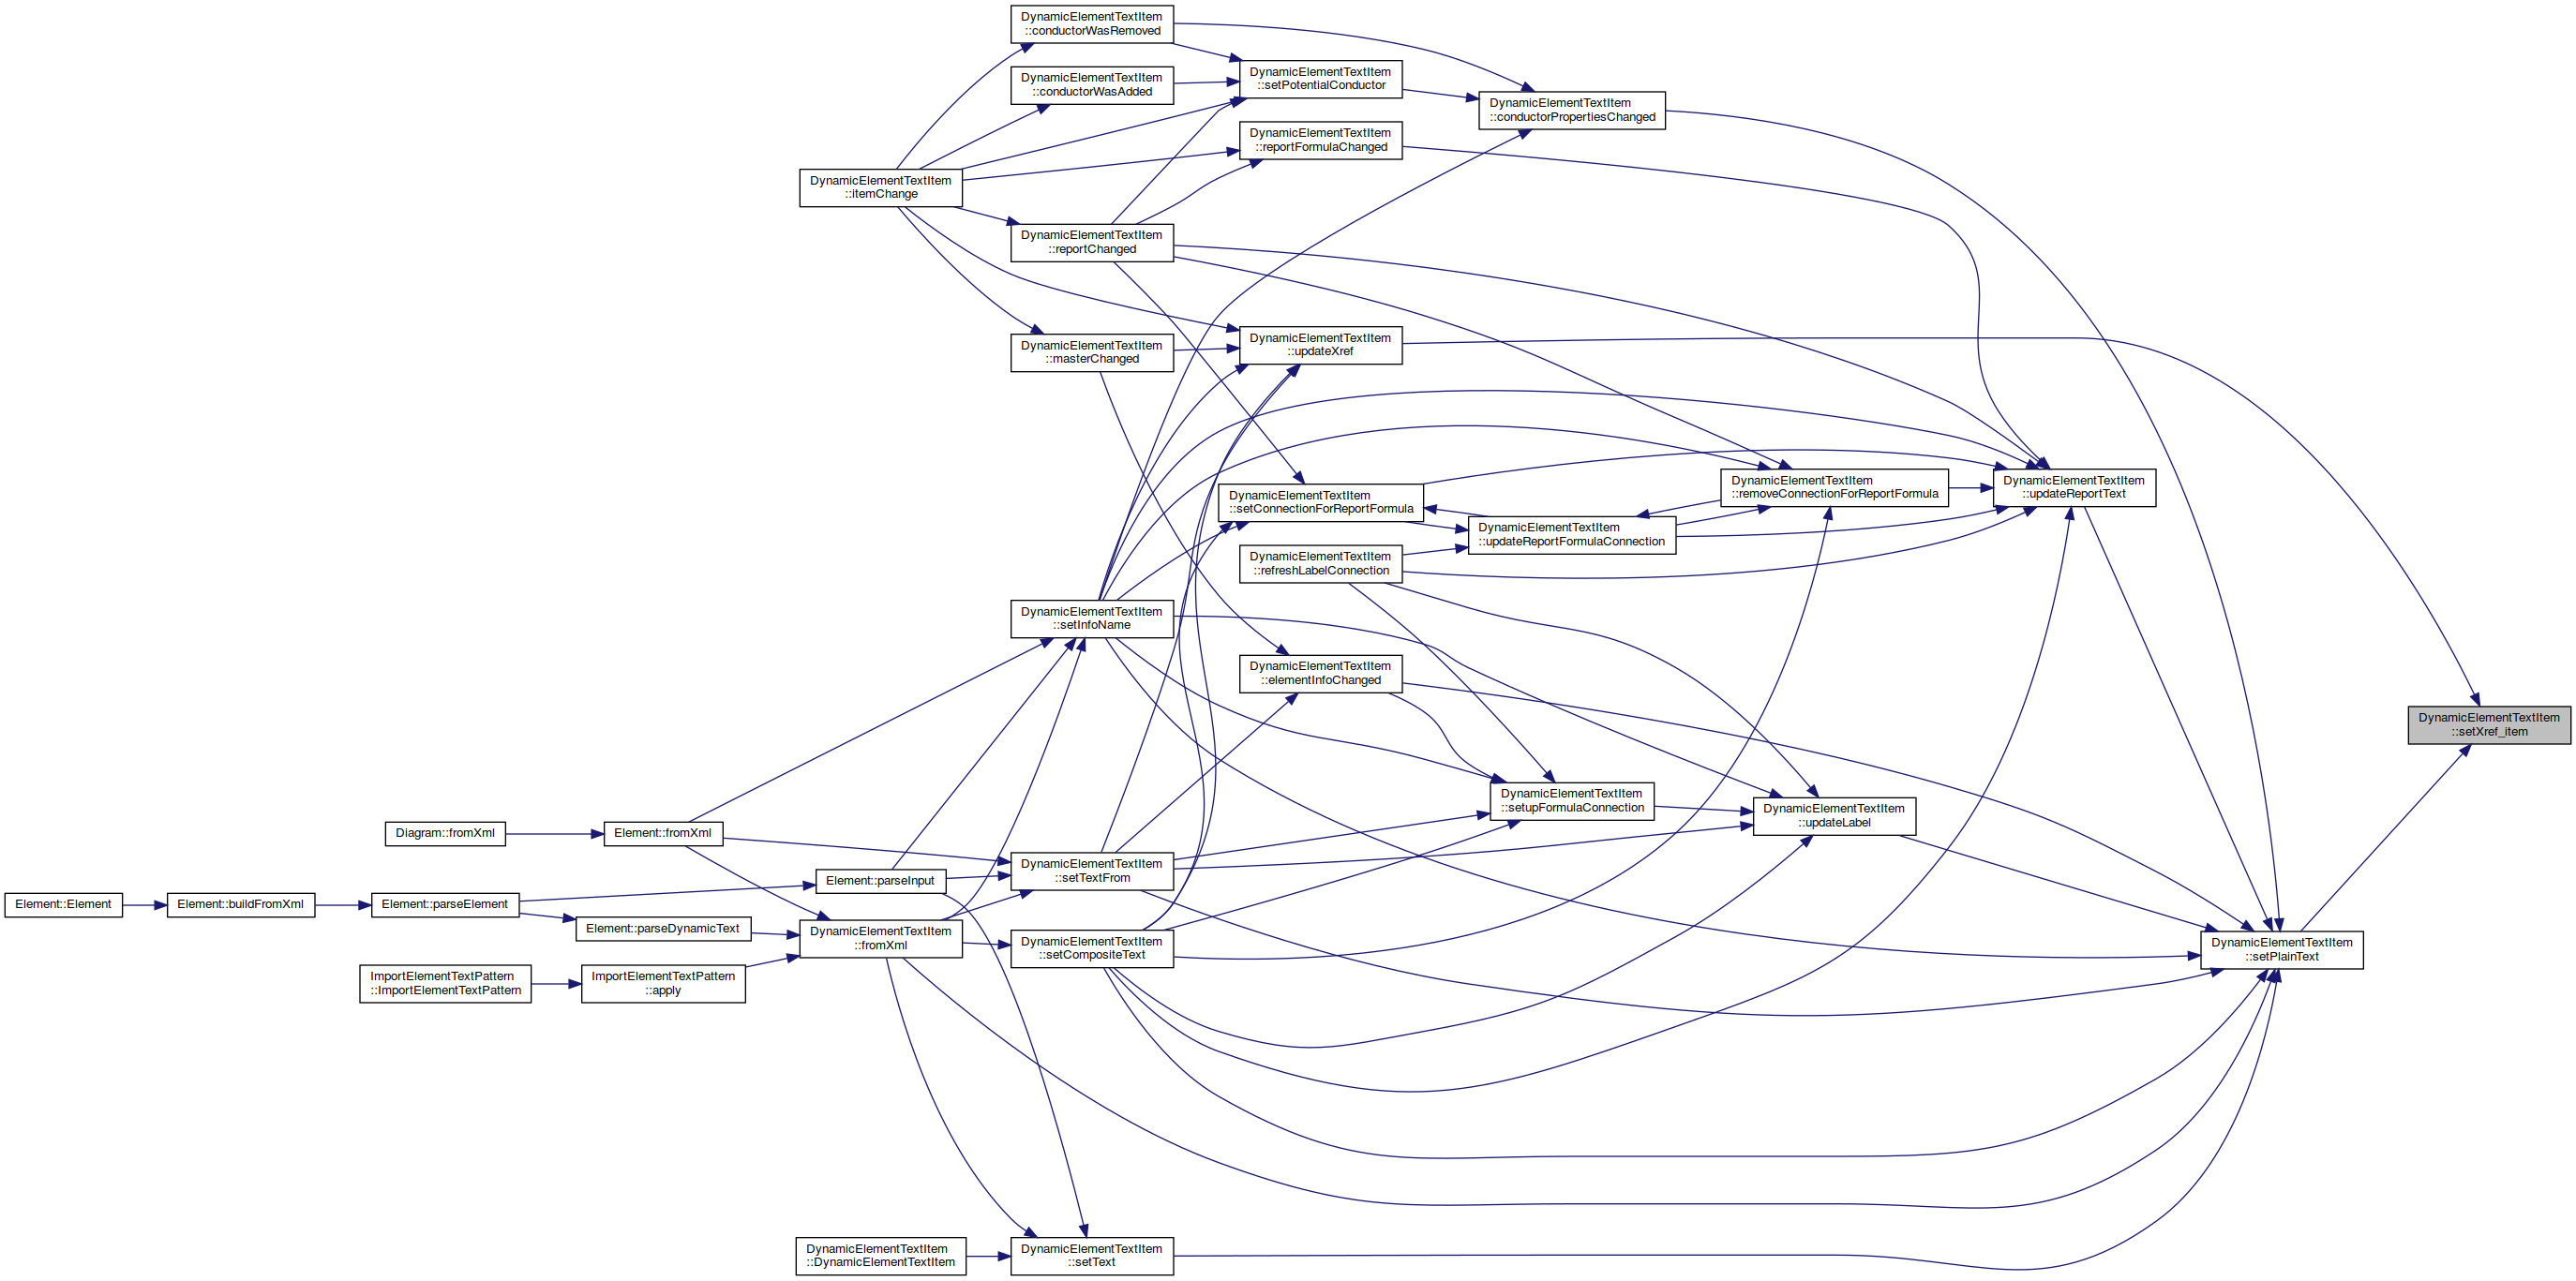 DynamicElementTextItem
::conductorWasRemoved
DynamicElementTextItem
::conductorWasAdded
DynamicElementTextItem
::setPotentialConductor
DynamicElementTextItem
::conductorPropertiesChanged
DynamicElementTextItem
::reportFormulaChanged
DynamicElementTextItem
::itemChange
DynamicElementTextItem
::reportChanged
DynamicElementTextItem
::masterChanged
DynamicElementTextItem
::updateXref
DynamicElementTextItem
::setConnectionForReportFormula
DynamicElementTextItem
::removeConnectionForReportFormula
DynamicElementTextItem
::updateReportText
DynamicElementTextItem
::updateReportFormulaConnection
DynamicElementTextItem
::refreshLabelConnection
DynamicElementTextItem
::setInfoName
DynamicElementTextItem
::elementInfoChanged
DynamicElementTextItem
::setXref_item
DynamicElementTextItem
::setupFormulaConnection
DynamicElementTextItem
::updateLabel
Diagram::fromXml
Element::fromXml
DynamicElementTextItem
::setTextFrom
Element::parseInput
Element::Element
Element::buildFromXml
Element::parseElement
Element::parseDynamicText
DynamicElementTextItem
::fromXml
DynamicElementTextItem
::setCompositeText
DynamicElementTextItem
::setPlainText
ImportElementTextPattern
::ImportElementTextPattern
ImportElementTextPattern
::apply
DynamicElementTextItem
::DynamicElementTextItem
DynamicElementTextItem
::setText